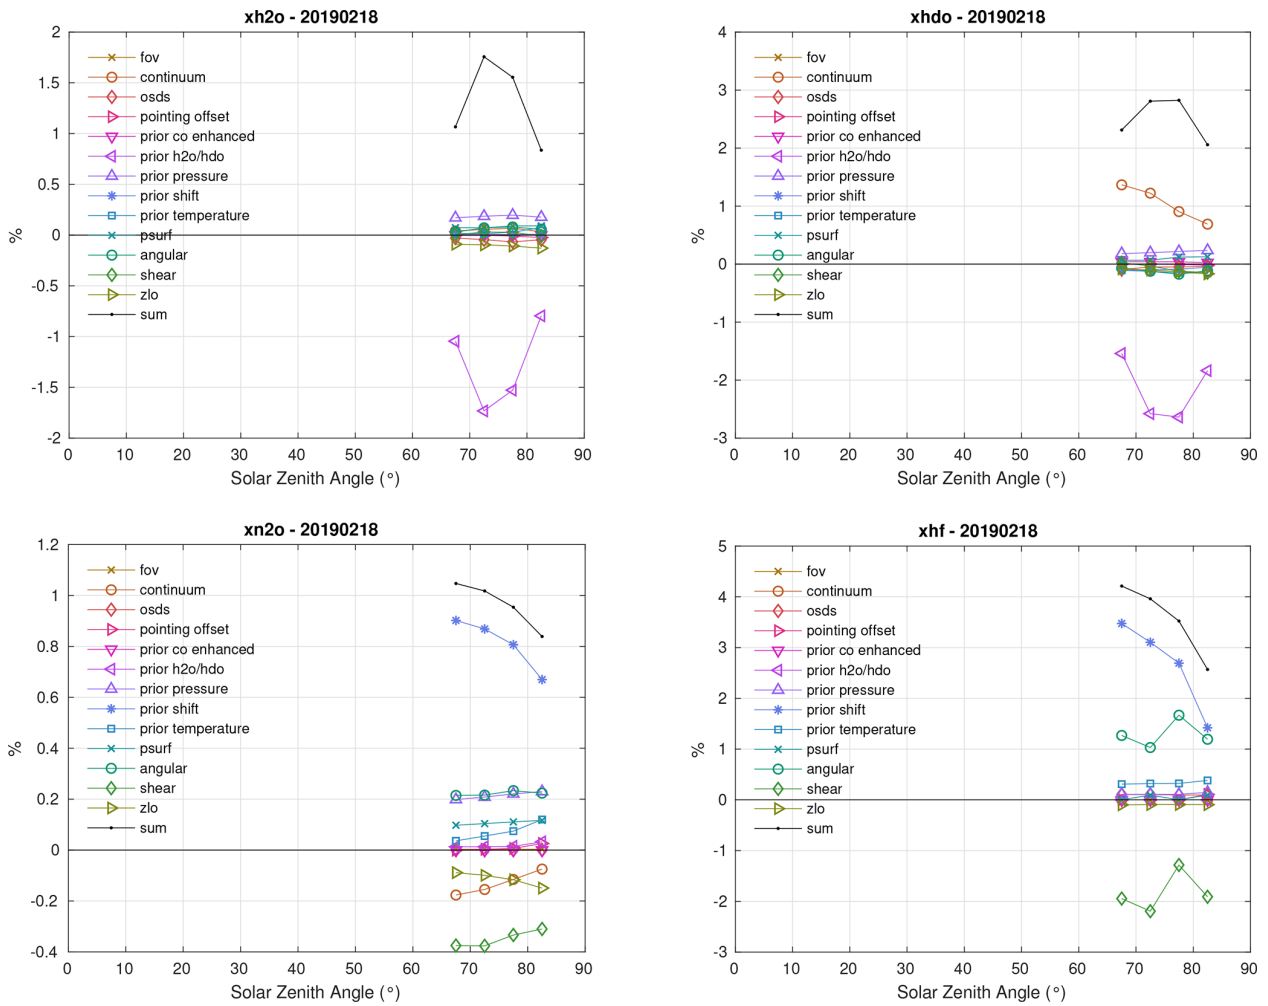 xh2o - 20190218
2
1.5
1
0.5
0
-0.5
-1
-1.5
-2
%
fov
continuum
osds
pointing offset
prior co enhanced
prior h2o/hdo
prior pressure
prior shift
prior temperature
psurf
angular
shear
zlo
sum
0 10 20 30 40 50 60 70 80 90
Solar Zenith Angle (°)
xhdo - 20190218
4
3
2
1
0
-1
-2
-3
%
fov
continuum
osds
pointing offset
prior co enhanced
prior h2o/hdo
prior pressure
prior shift
prior temperature
psurf
angular
shear
zlo
sum
0 10 20 30 40 50 60 70 80 90
Solar Zenith Angle (°)
xn2o - 20190218
1.2
1
0.8
0.6
0.4
0.2
0
-0.2
-0.4
%
fov
continuum
osds
pointing offset
prior co enhanced
prior h2o/hdo
prior pressure
prior shift
prior temperature
psurf
angular
shear
zlo
sum
0 10 20 30 40 50 60 70 80 90
Solar Zenith Angle (°)
xhf - 20190218
5
4
3
2
1
0
-1
-2
-3
%
fov
continuum
osds
pointing offset
prior co enhanced
prior h2o/hdo
prior pressure
prior shift
prior temperature
psurf
angular
shear
zlo
sum
0 10 20 30 40 50 60 70 80 90
Solar Zenith Angle (°)